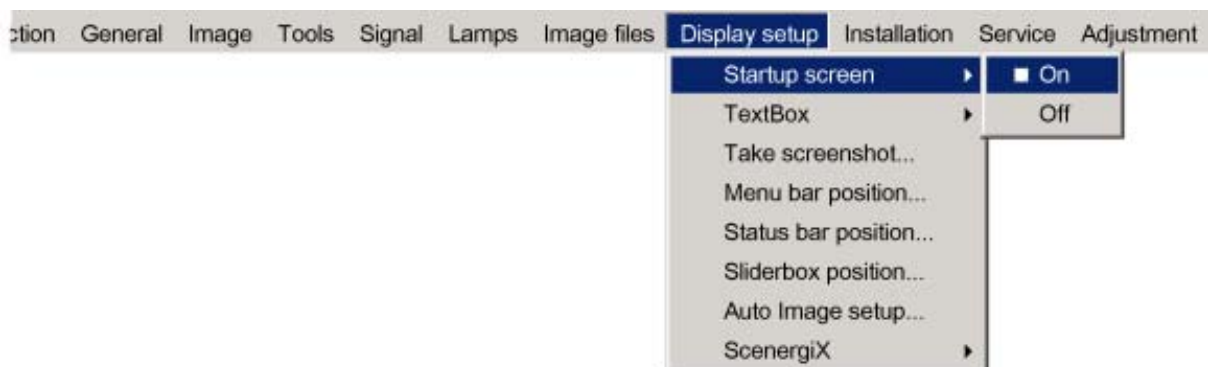 ction General Image Tools Signal Lamps Image files Display setup Installation Service Adjustment
Startup screen On
TextBox Off
Take screenshot...
Menu bar position...
Status bar position...
Sliderbox position...
Auto Image setup...
ScenergiX